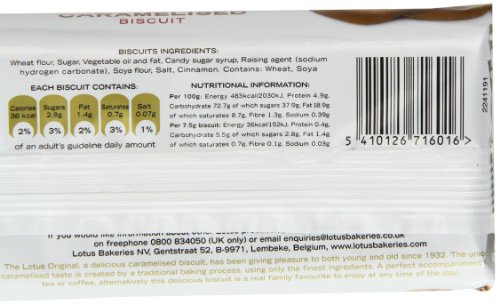 CARAMELISED
BISCUIT
BISCUITS INGREDIENTS:
Wheat flour, Sugar, Vegetable oil and fat, Candy sugar syrup, Raising agent (sodium
hydrogen carbonate), Soya flour, Salt, Cinnamon. Contains: Wheat, Soya
EACH BISCUIT CONTAINS:
Calories Sugars Fat Saturates Salt
36 kcal 2.8g 1.4g 0.7g 0.07g
2% 3% 2% 3% 1%
of an adult's guideline daily amount
NUTRITIONAL INFORMATION:
Per 100g: Energy 483kcal/2030kJ, Protein 4.9g,
Carbohydrate 72.7g of which sugars 37.9g, Fat 18.9g
of which saturates 8.7g, Fibre 1.3g, Sodium 0.39g
Per 7.5g biscuit: Energy 36kcal/152kJ, Protein 0.4g,
Carbohydrate 5.5g of which sugars 2.8g, Fat 1.4g
of which saturates 0.7g, Fibre 0.1g, Sodium 0.03g
5 410126 716016 >
2241191
If you would like information about other Lotus
on freephone 0800 834050 (UK only) or email enquiries@lotusbakeries.co.uk
Lotus Bakeries NV, Gentstraat 52, B-9971, Lembeke, Belgium, www.lotusbakeries.com
The Lotus Original, a delicious caramelised biscuit, has been a pleasure to both young and old since 1932. The uniq
caramelised taste is created by a traditional baking process, using only the finest ingredients. A perfect accompaniment
tea or coffee, alternatively this delicious biscuit is a real family favourite to enjoy at any time of the day.